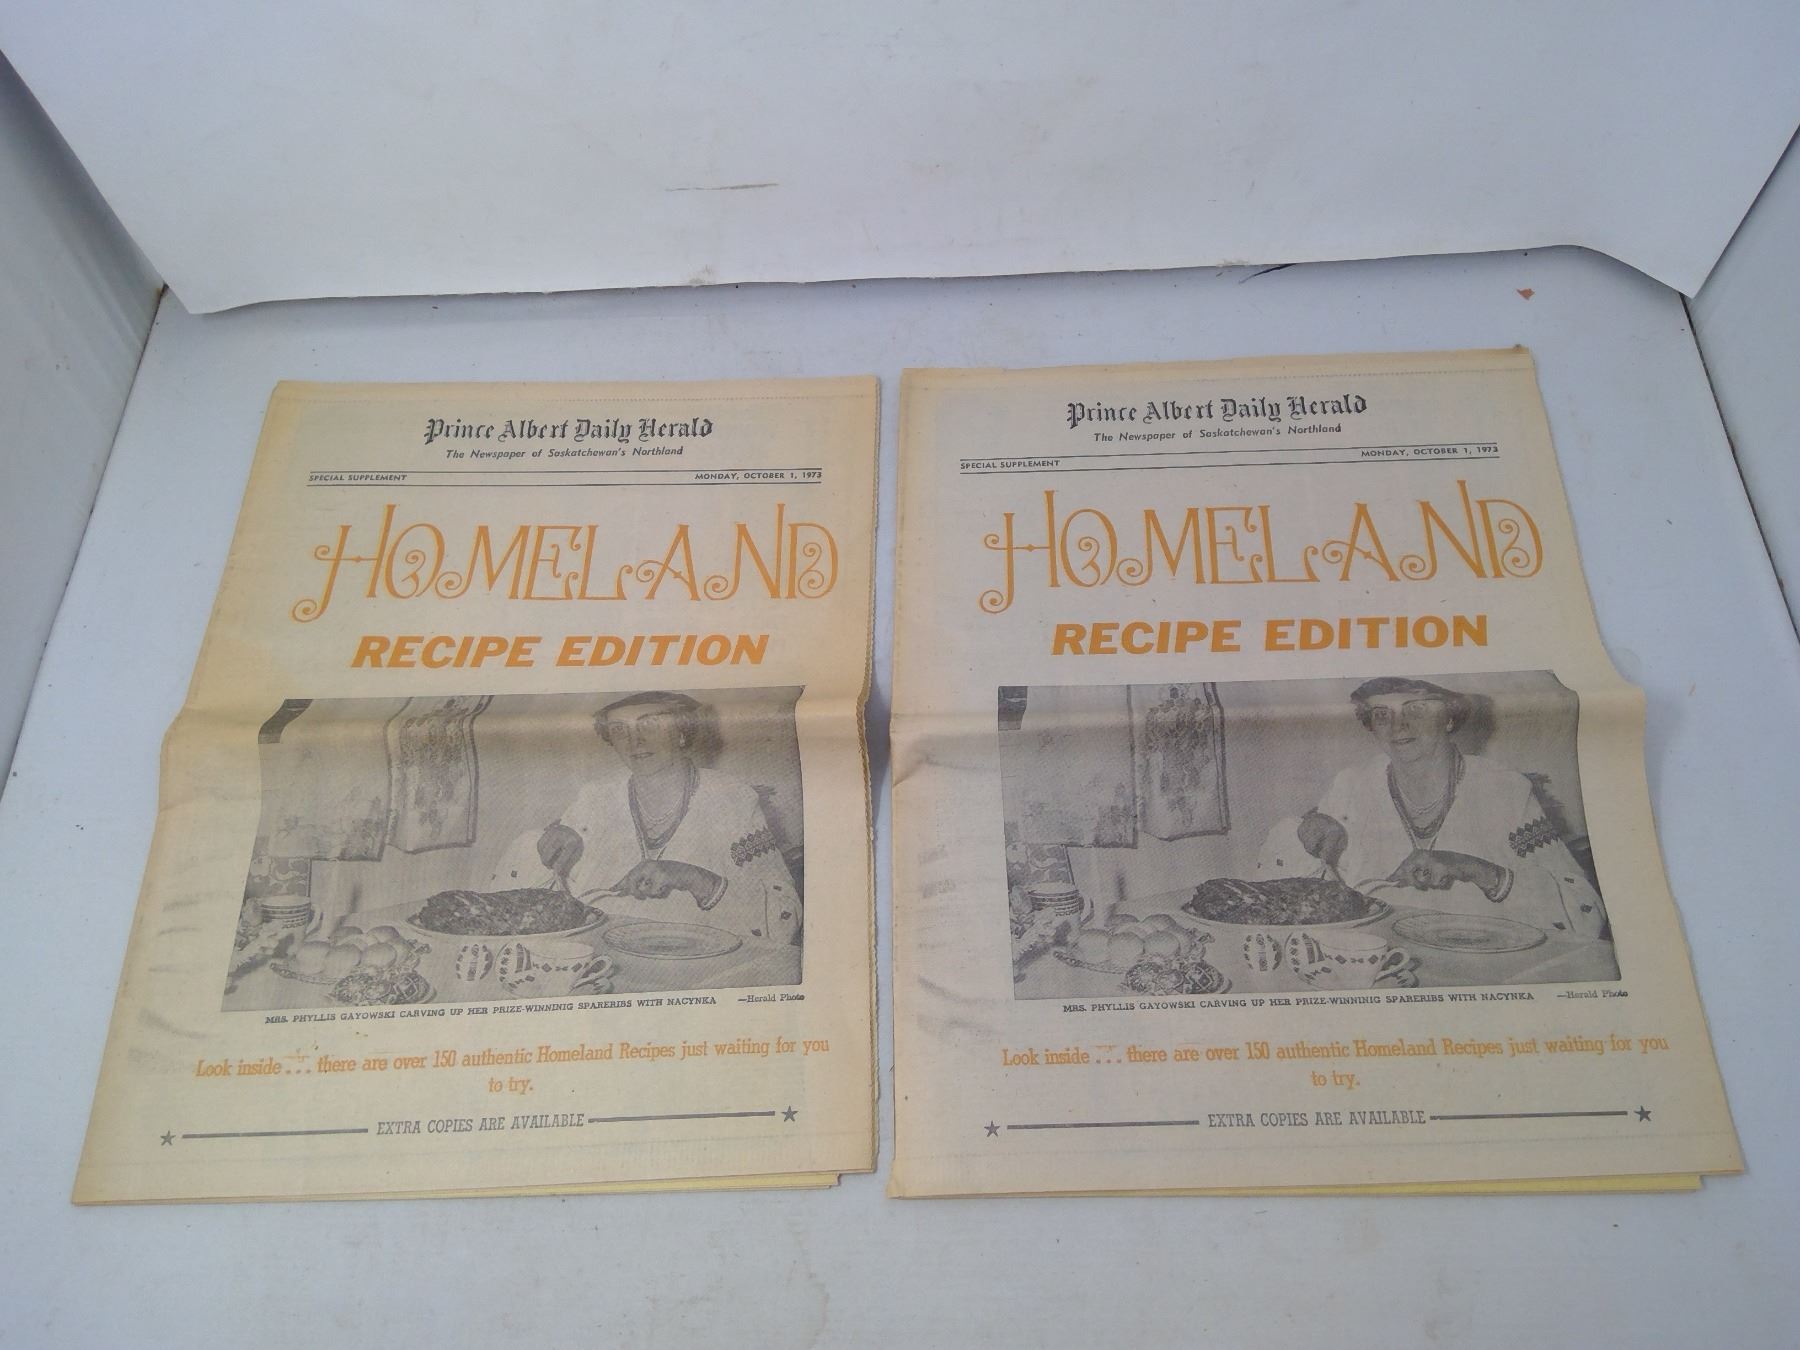 Prince Albert Daily Herald
The Newspaper of Saskatchewan's Northland
SPECIAL SUPPLEMENT MONDAY, OCTOBER 1, 1973
HOMELAND
RECIPE EDITION
MRS. PHYLLIS GAYOWSKI CARVING UP HER PRIZE-WINNINIG SPARERIBS WITH NACYNKA —Herald Photo
Look inside . . . there are over 150 authentic Homeland Recipes just waiting for you
to try.
EXTRA COPIES ARE AVAILABLE
Prince Albert Daily Herald
The Newspaper of Saskatchewan's Northland
SPECIAL SUPPLEMENT MONDAY, OCTOBER 1, 1973
HOMELAND
RECIPE EDITION
MRS. PHYLLIS GAYOWSKI CARVING UP HER PRIZE-WINNINIG SPARERIBS WITH NACYNKA —Herald Photo
Look inside . . . there are over 150 authentic Homeland Recipes just waiting for you
to try.
EXTRA COPIES ARE AVAILABLE